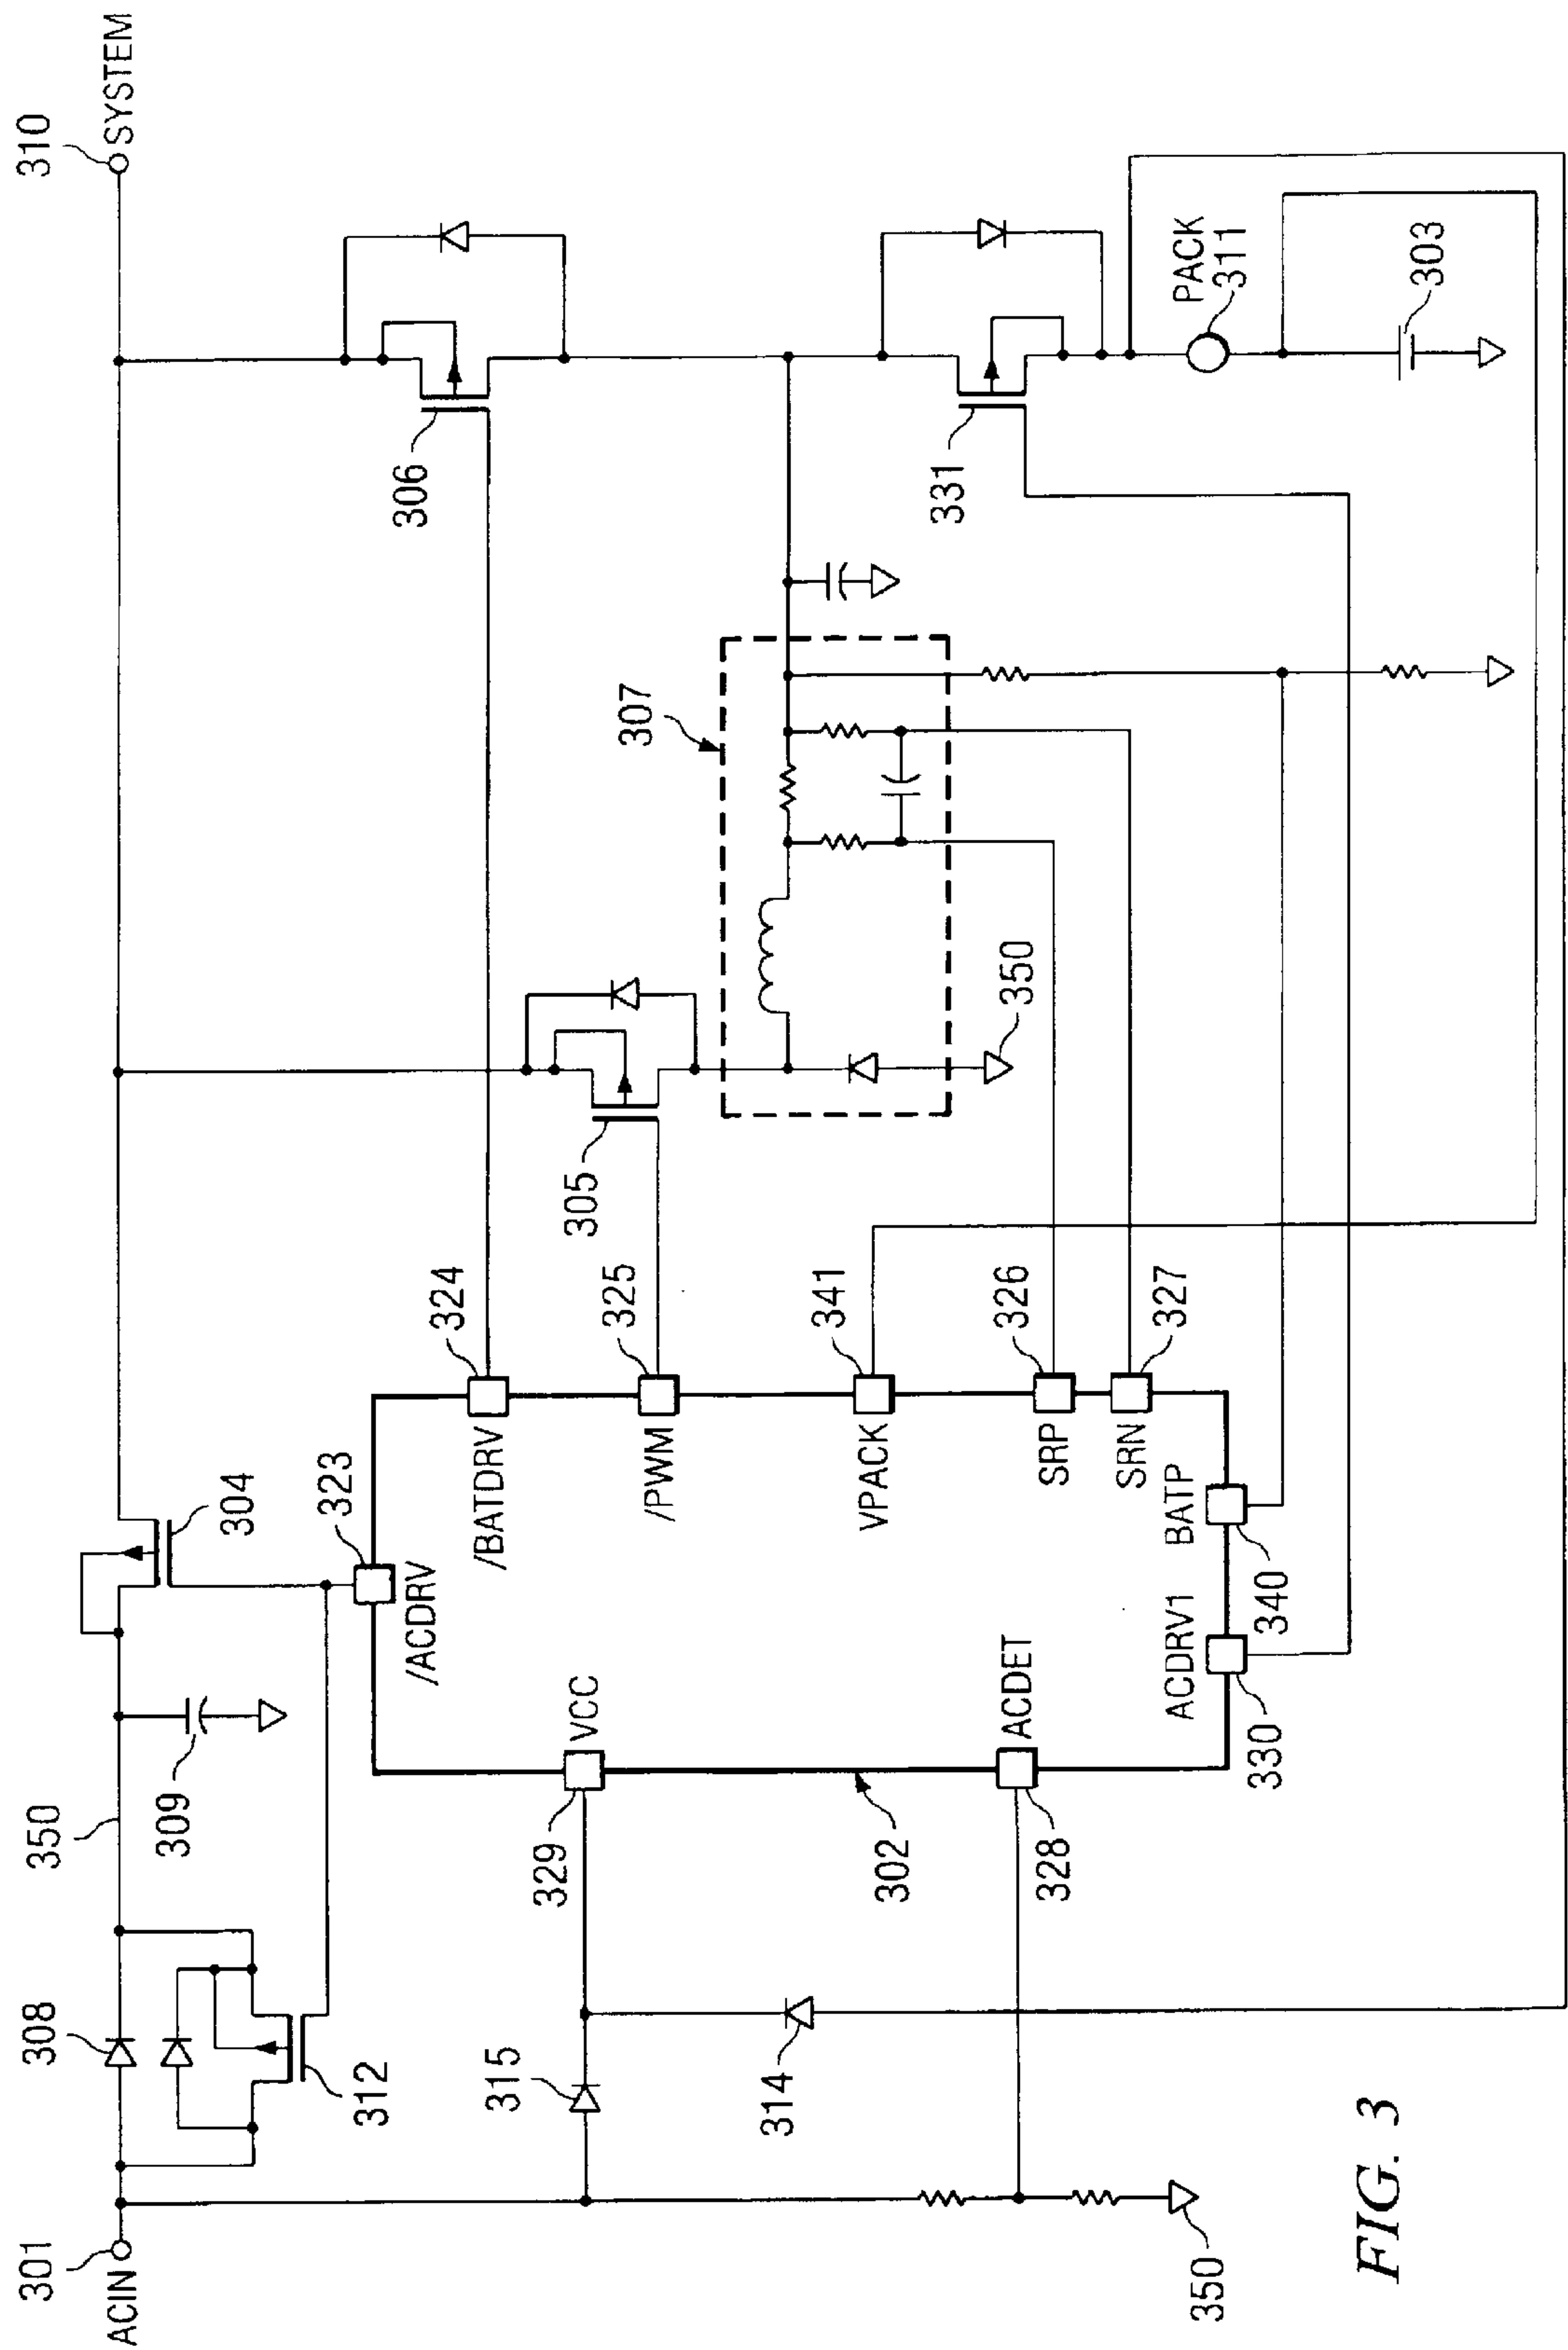 301
ACIN
308
312
350
309
304
310
SYSTEM
323
/ACDRV
324
/BATDRV
325
/PWM
341
VPACK
326
SRP
327
SRN
BATP
340
ACDRV1
330
ACDET
328
VCC
329
302
315
314
350
305
306
307
350
331
PACK
311
303
FIG. 3